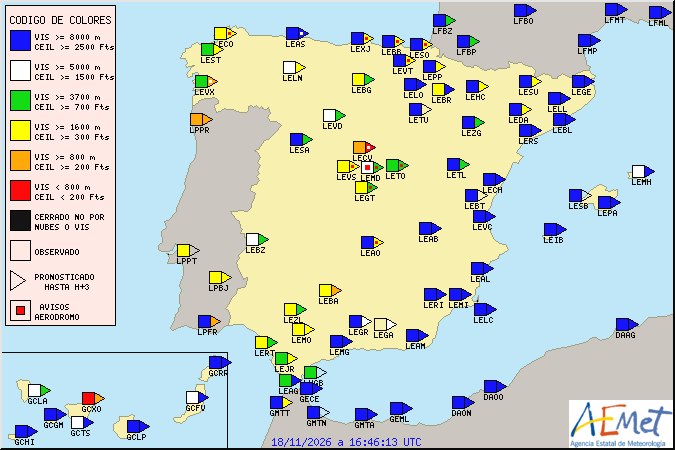 CODIGO DE COLORES
VIS >= 8000 m
CEIL >= 2500 Fts
VIS >= 5000 m
CEIL >= 1500 Fts
VIS >= 3700 m
CEIL >= 700 Fts
VIS >= 1600 m
CEIL >= 300 Fts
VIS >= 800 m
CEIL >= 200 Fts
VIS < 800 m
CEIL < 200 Fts
CERRADO NO POR
NUBES O VIS
OBSERVADO
PRONOSTICADO
HASTA H+3
AVISOS
AERODROMO
LECO
LEST
LEVX
LPPR
LEAS
LELN
LEXJ
LEBB
LESO
LEVT
LEPP
LFBZ
LFBP
LFBO
LFMT
LFML
LFMP
LEBG
LELO
LEBR
LEHC
LESU
LEGE
LELL
LEDA
LEBL
LERS
LEVD
LETU
LEZG
LESA
LECV
LEVS
LEMD
LETO
LEGT
LETL
LECH
LEBT
LEVC
LEMH
LESB
LEPA
LEIB
LEBZ
LEAO
LEAB
LPPT
LPBJ
LEAL
LEBA
LERI
LEMI
LELC
LEZL
LEMO
LPFR
LEGR
LEGA
LEAM
LEMG
LERT
LEJR
LEAG
LXGB
GECE
GMTT
GMTN
GMTA
GEML
DAON
DAOO
DAAG
GCRR
GCLA
GCXO
GCFV
GCGM
GCTS
GCHI
GCLP
18/11/2026 a 16:46:13 UTC
AEMet
Agencia Estatal de Meteorología